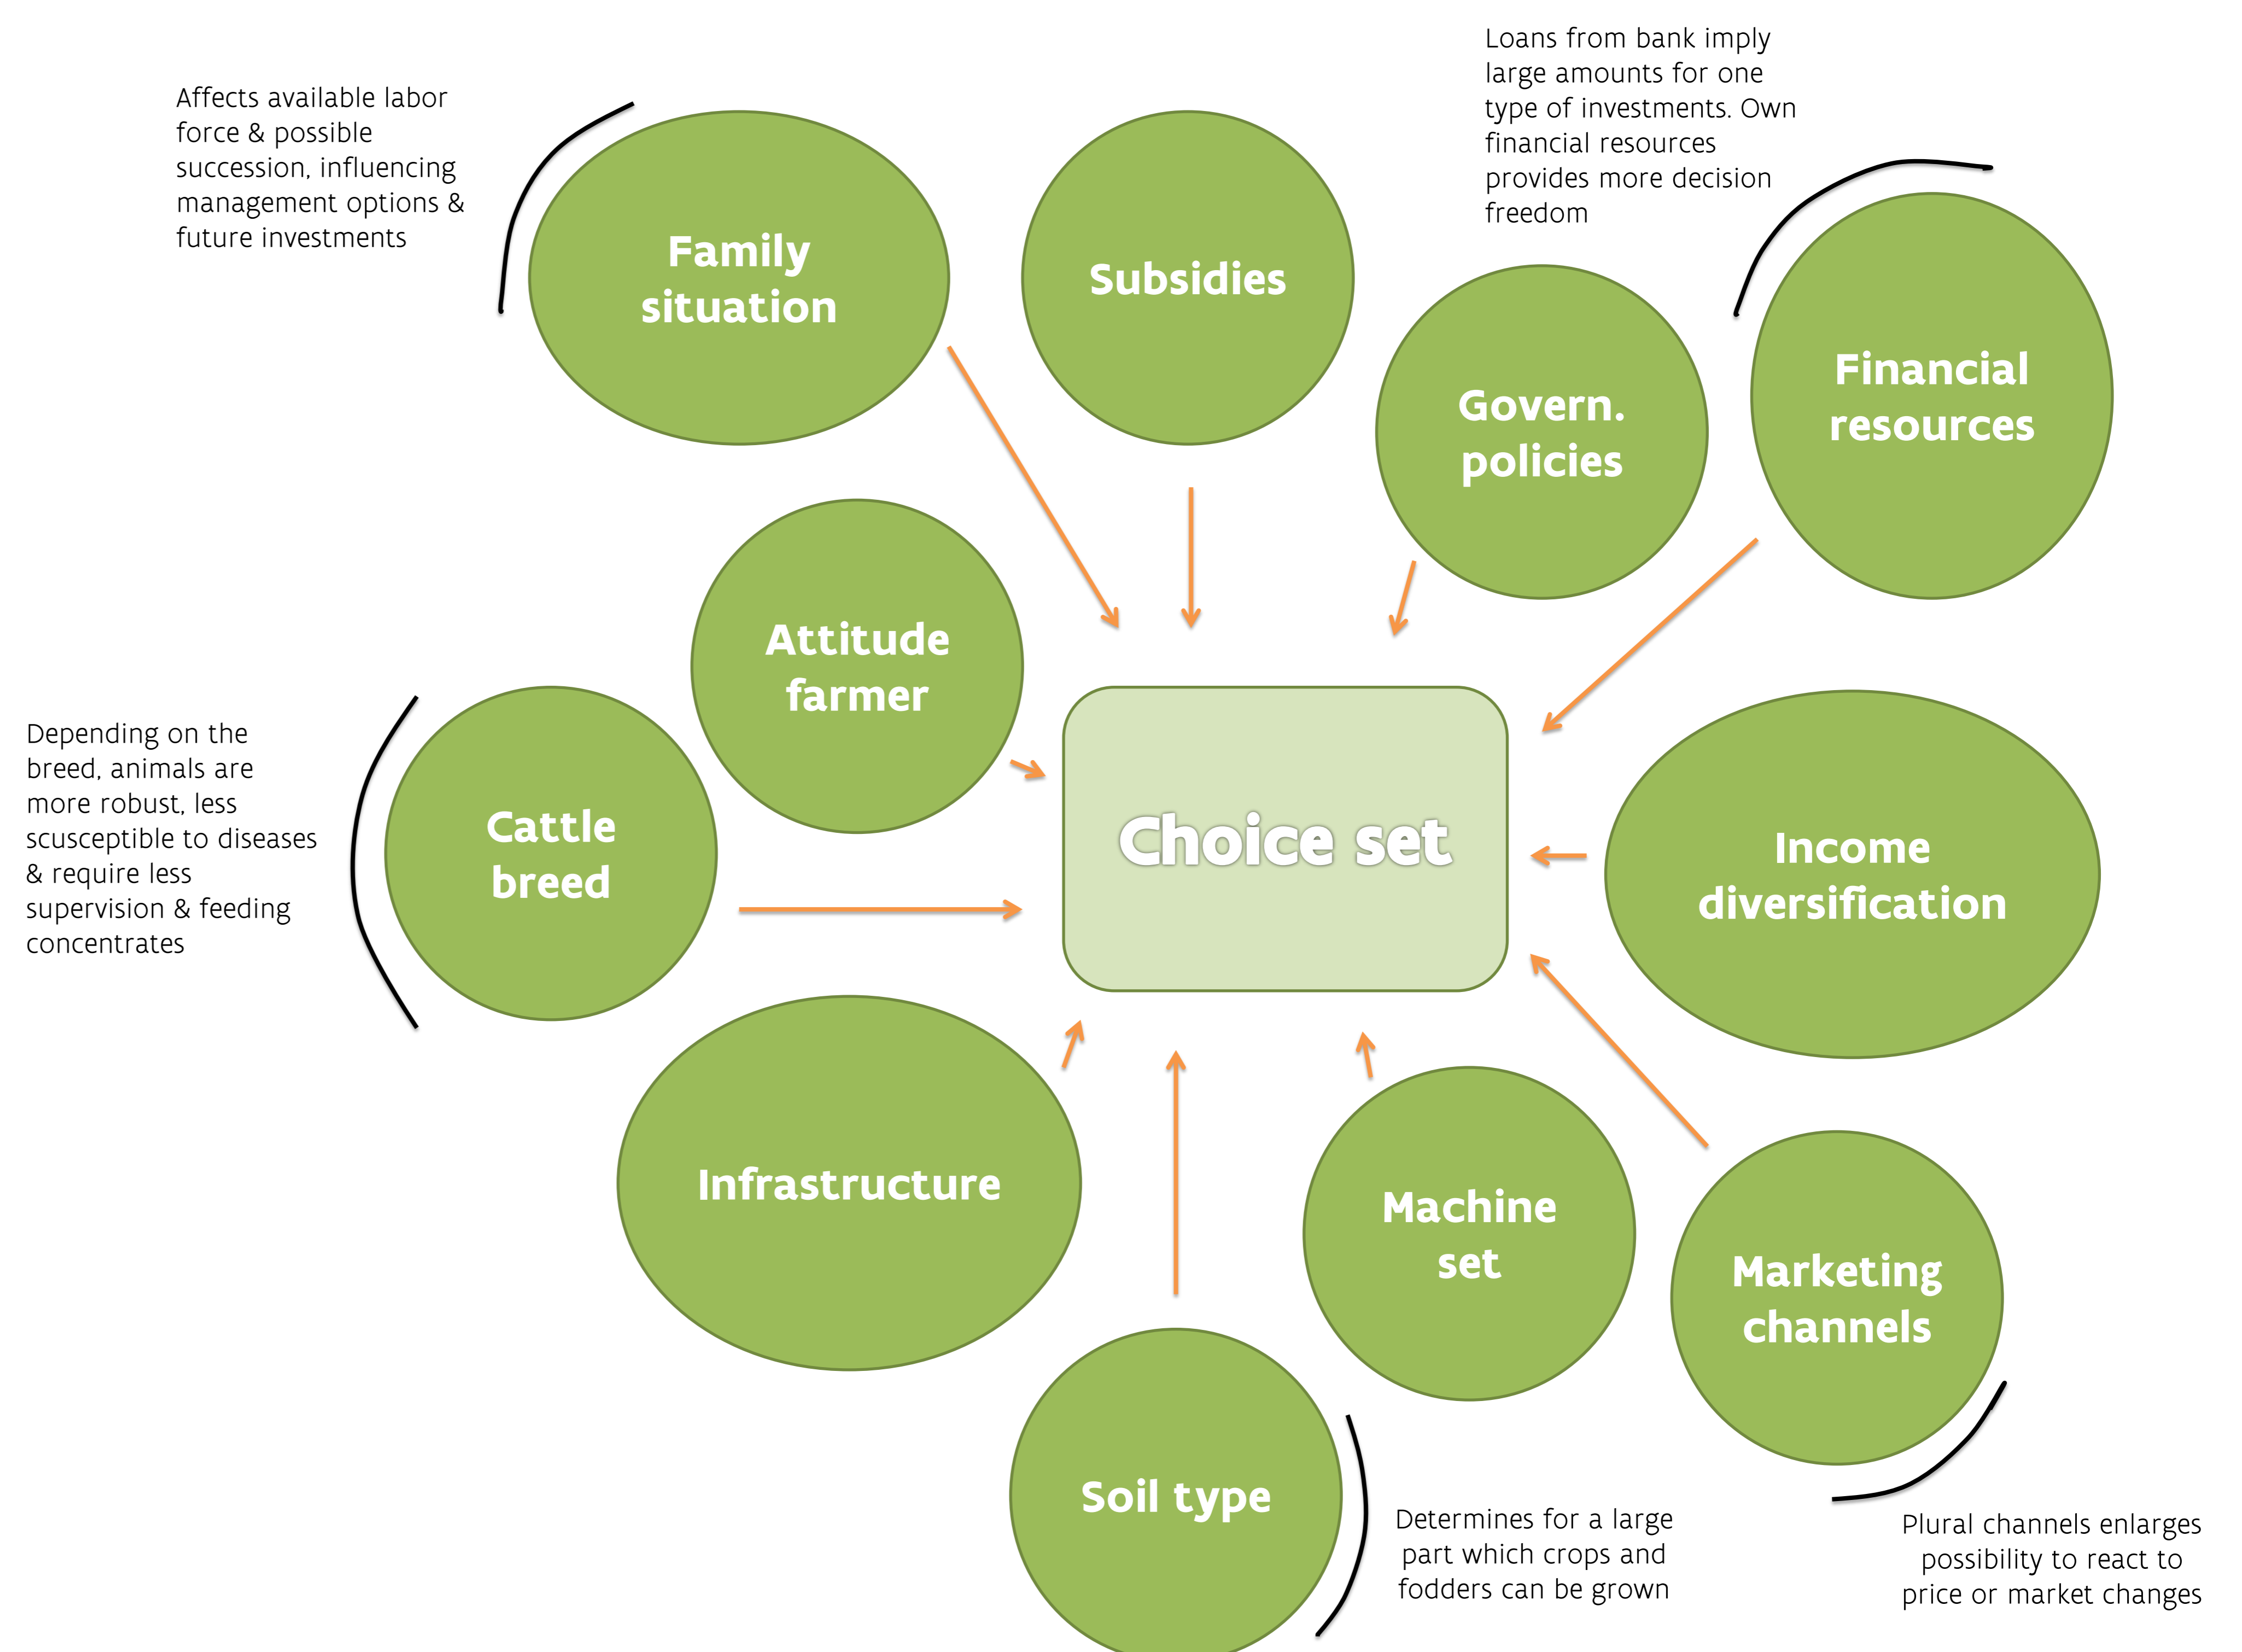 Loans from bank imply
large amounts for one
type of investments. Own
financial resources
provides more decision
freedom
Affects available labor
force & possible
succession, influencing
management options &
future investments
Family
situation
Subsidies
Govern.
policies
Financial
resources
Attitude
farmer
Depending on the
breed, animals are
more robust, less
scusceptible to diseases
& require less
supervision & feeding
concentrates
Cattle
breed
Choice set
Income
diversification
Infrastructure
Machine
set
Marketing
channels
Soil type
Determines for a large
part which crops and
fodders can be grown
Plural channels enlarges
possibility to react to
price or market changes